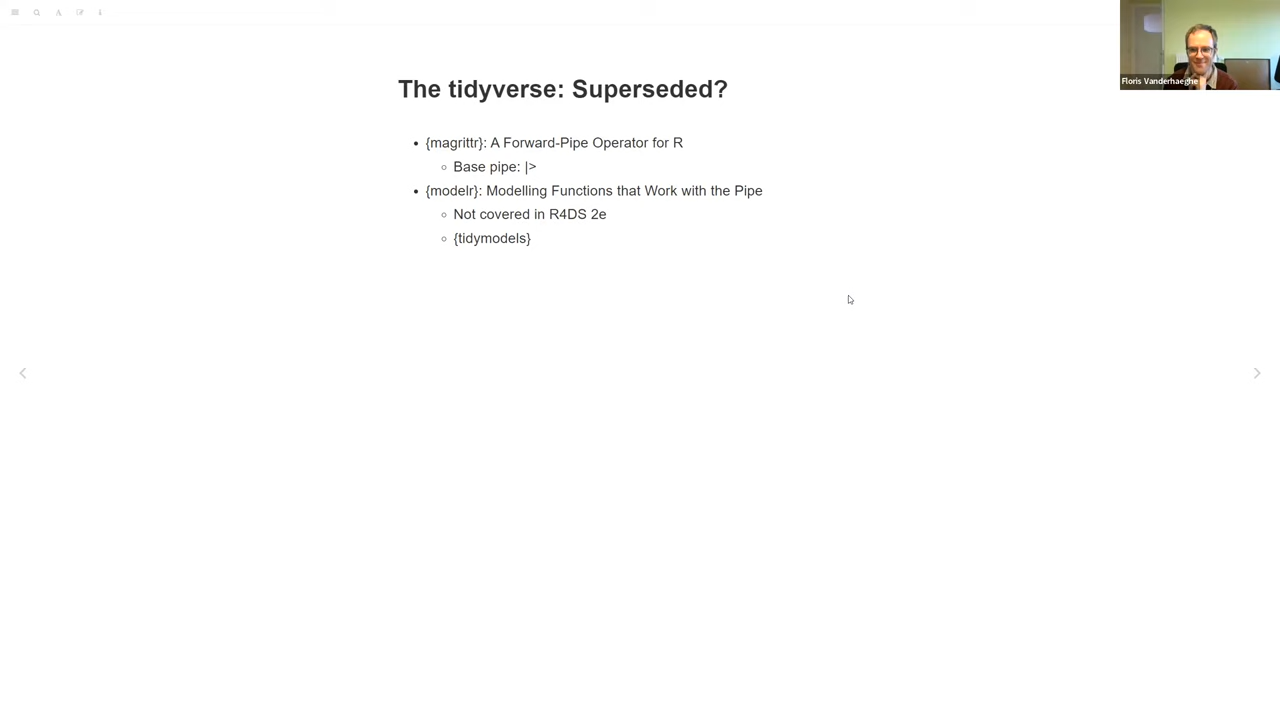 The tidyverse: Superseded?
{magrittr}: A Forward-Pipe Operator for R
Base pipe: |>
{modelr}: Modelling Functions that Work with the Pipe
Not covered in R4DS 2e
{tidymodels}
Floris Vanderhaeghe